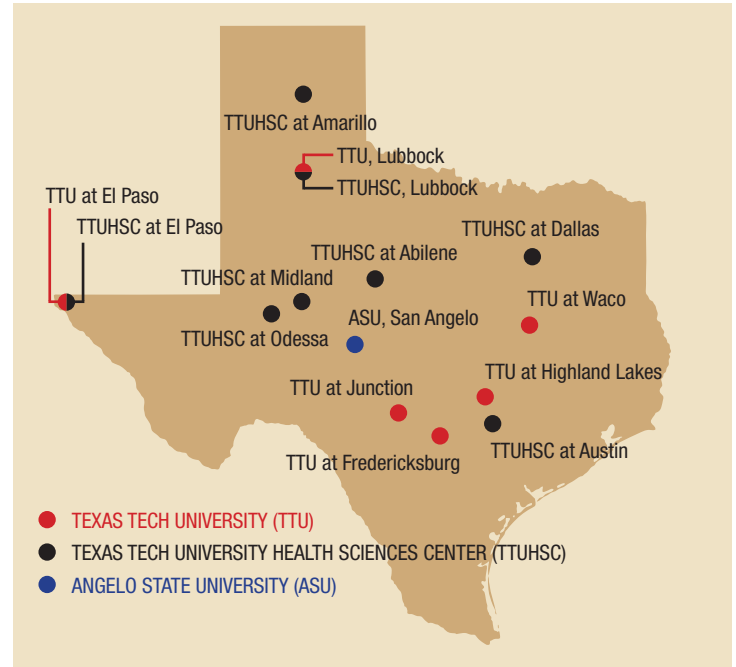 TTUHSC at Amarillo
TTU, Lubbock
TTUHSC, Lubbock
TTU at El Paso
TTUHSC at El Paso
TTUHSC at Dallas
TTUHSC at Abilene
TTUHSC at Midland
TTU at Waco
ASU, San Angelo
TTUHSC at Odessa
TTU at Highland Lakes
TTU at Junction
TTUHSC at Austin
TTU at Fredericksburg
TEXAS TECH UNIVERSITY (TTU)
TEXAS TECH UNIVERSITY HEALTH SCIENCES CENTER (TTUHSC)
ANGELO STATE UNIVERSITY (ASU)